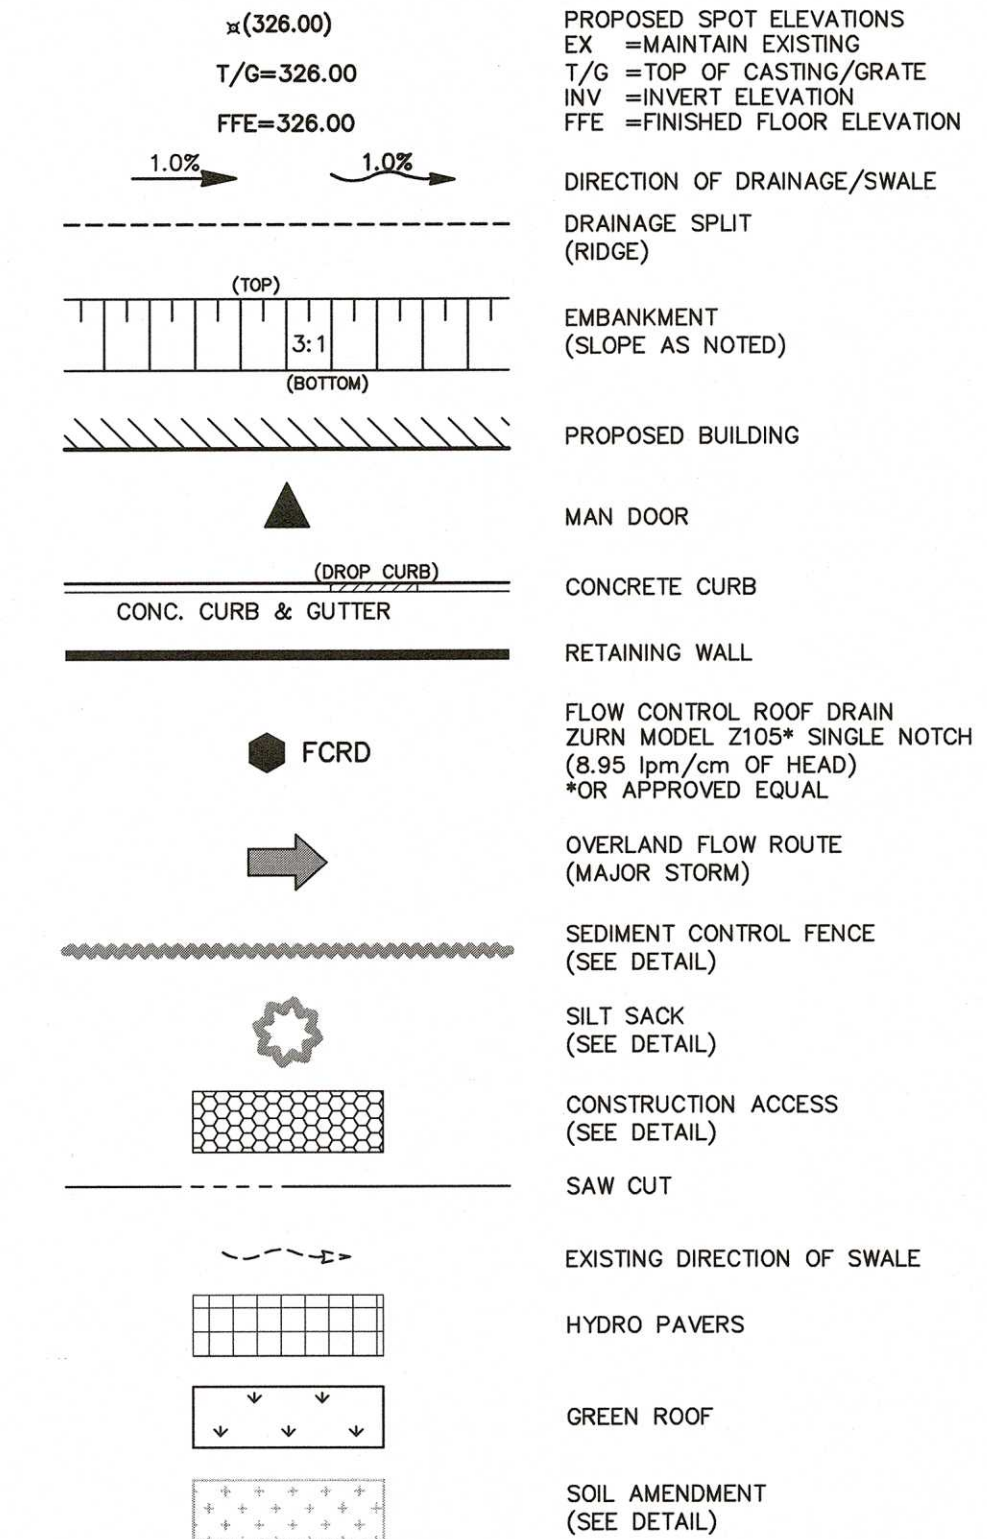 ¤(326.00)
PROPOSED SPOT ELEVATIONS
EX =MAINTAIN EXISTING
T/G=326.00
T/G =TOP OF CASTING/GRATE
INV =INVERT ELEVATION
FFE=326.00
FFE =FINISHED FLOOR ELEVATION
1.0%
1.0%
DIRECTION OF DRAINAGE/SWALE
DRAINAGE SPLIT
(RIDGE)
(TOP)
3:1
(BOTTOM)
EMBANKMENT
(SLOPE AS NOTED)
PROPOSED BUILDING
MAN DOOR
(DROP CURB)
CONC. CURB & GUTTER
CONCRETE CURB
RETAINING WALL
FCRD
FLOW CONTROL ROOF DRAIN
ZURN MODEL Z105* SINGLE NOTCH
(8.95 lpm/cm OF HEAD)
*OR APPROVED EQUAL
OVERLAND FLOW ROUTE
(MAJOR STORM)
SEDIMENT CONTROL FENCE
(SEE DETAIL)
SILT SACK
(SEE DETAIL)
CONSTRUCTION ACCESS
(SEE DETAIL)
SAW CUT
EXISTING DIRECTION OF SWALE
HYDRO PAVERS
GREEN ROOF
SOIL AMENDMENT
(SEE DETAIL)